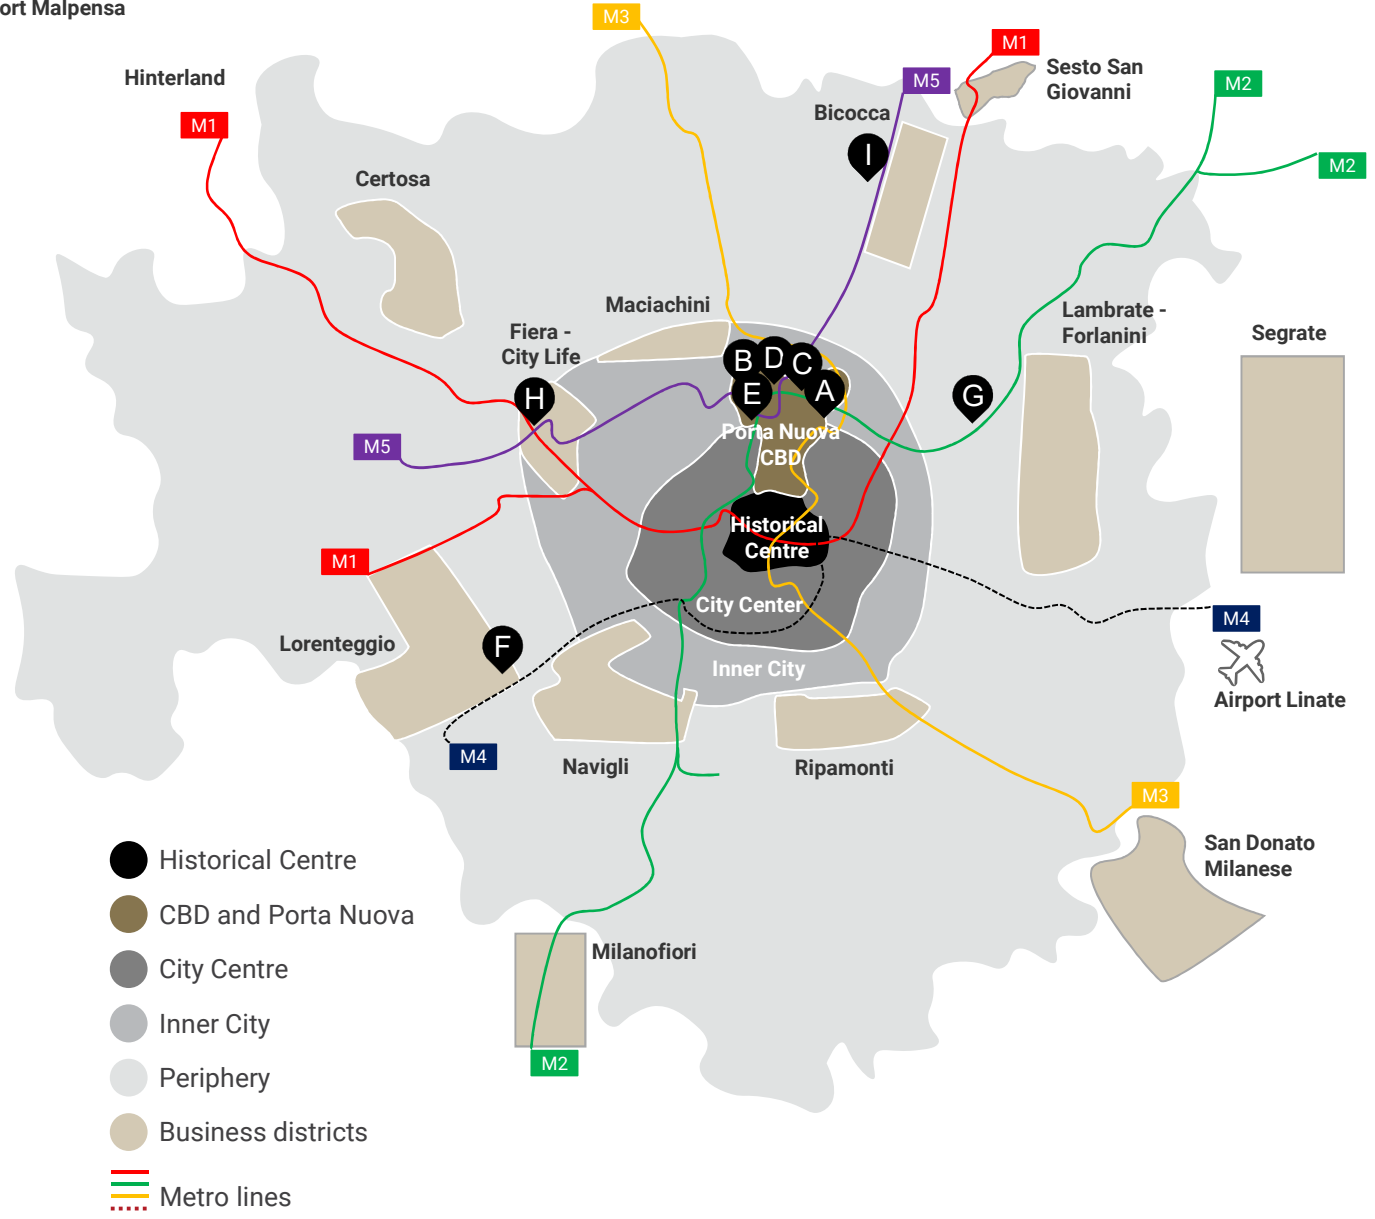 ort Malpensa
M3
M1
Sesto San
Giovanni
Hinterland
M5
M2
Bicocca
M1
I
M2
Certosa
Maciachini
Lambrate -
Forlanini
Fiera -
City Life
Segrate
B
D
C
H
E
A
G
Porta Nuova
CBD
M5
Historical
Centre
M1
City Center
M4
Lorenteggio
F
Inner City
Airport Linate
M4
Navigli
Ripamonti
M3
San Donato
Milanese
Historical Centre
CBD and Porta Nuova
Milanofiori
City Centre
Inner City
M2
Periphery
Business districts
Metro lines